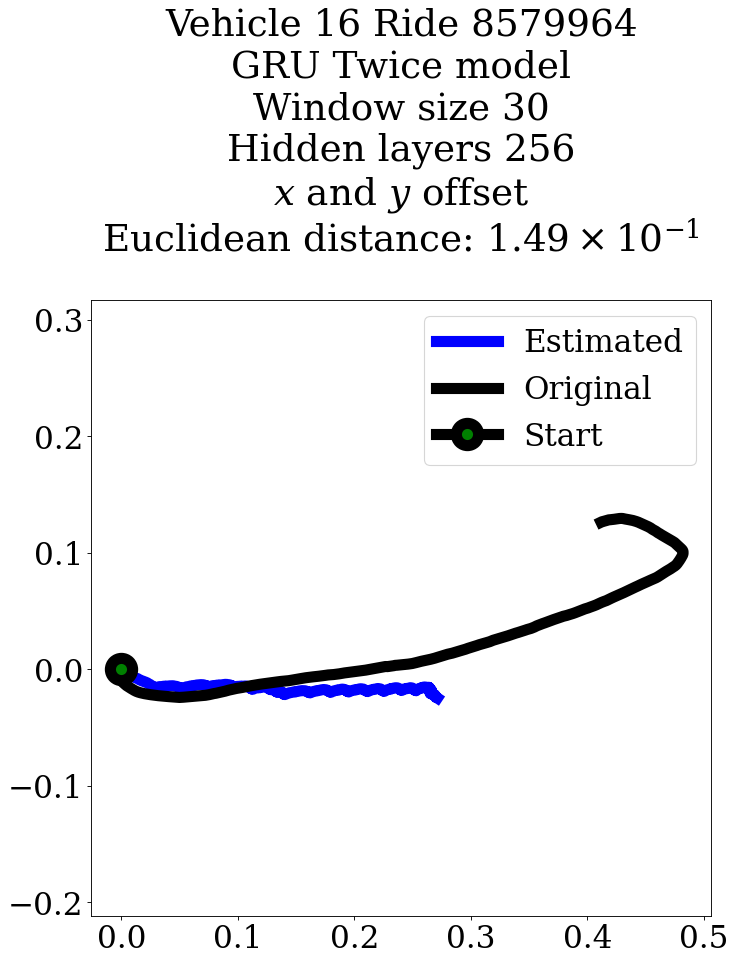 Vehicle 16 Ride 8579964
GRU Twice model
Window size 30
Hidden layers 256
x and y offset
Euclidean distance: 1.49 × 10⁻¹
Estimated
Original
Start
0.3
0.2
0.1
0.0
−0.1
−0.2
0.0 0.1 0.2 0.3 0.4 0.5